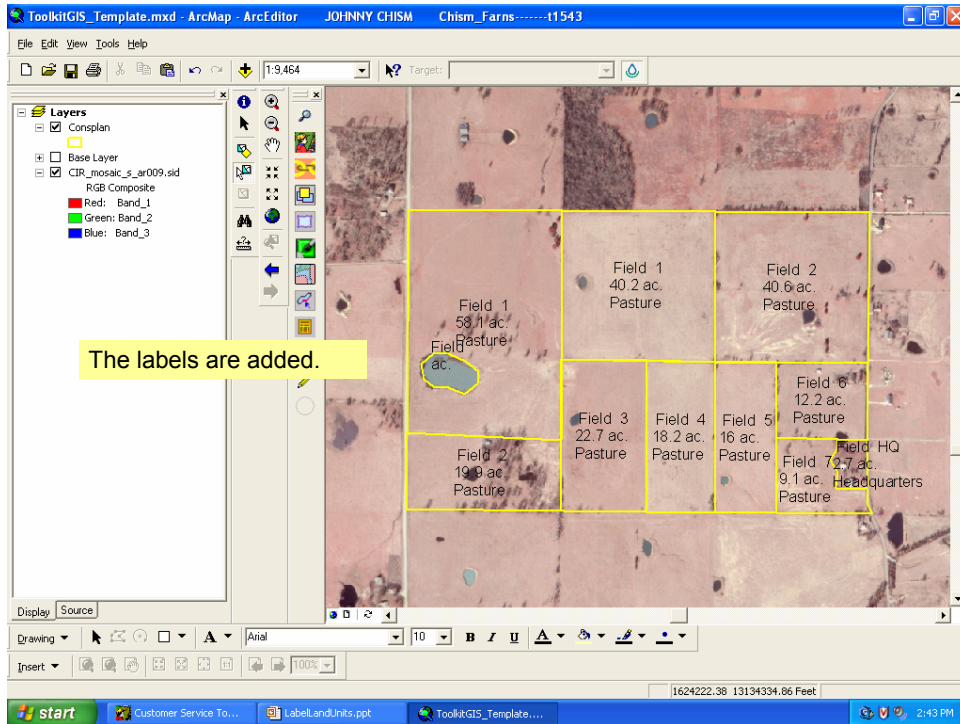 ToolkitGIS_Template.mxd - ArcMap - ArcEditor JOHNNY CHISM Chism_Farns-------t1543
File Edit View Tools Help
1:9,464 Target:
Layers
Consplan
Base Layer
CIR_mosaic_s_ar009.sid
RGB Composite
Red: Band_1
Green: Band_2
Blue: Band_3
The labels are added.
Field 1
58.1 ac.
Pasture
Field
ac.
Field 1
40.2 ac.
Pasture
Field 2
40.6 ac.
Pasture
Field 2
19.9 ac
Pasture
Field 3
22.7 ac.
Pasture
Field 4
18.2 ac.
Pasture
Field 5
16 ac.
Pasture
Field 6
12.2 ac.
Pasture
Field 7
9.1 ac.
Pasture
Field HQ
2.7 ac.
Headquarters
Display Source
Drawing A Arial 10 B I U A
Insert 100%
1624222.38 13134334.86 Feet
start Customer Service To... LabelLandUnits.ppt ToolkitGIS_Template.... 2:43 PM